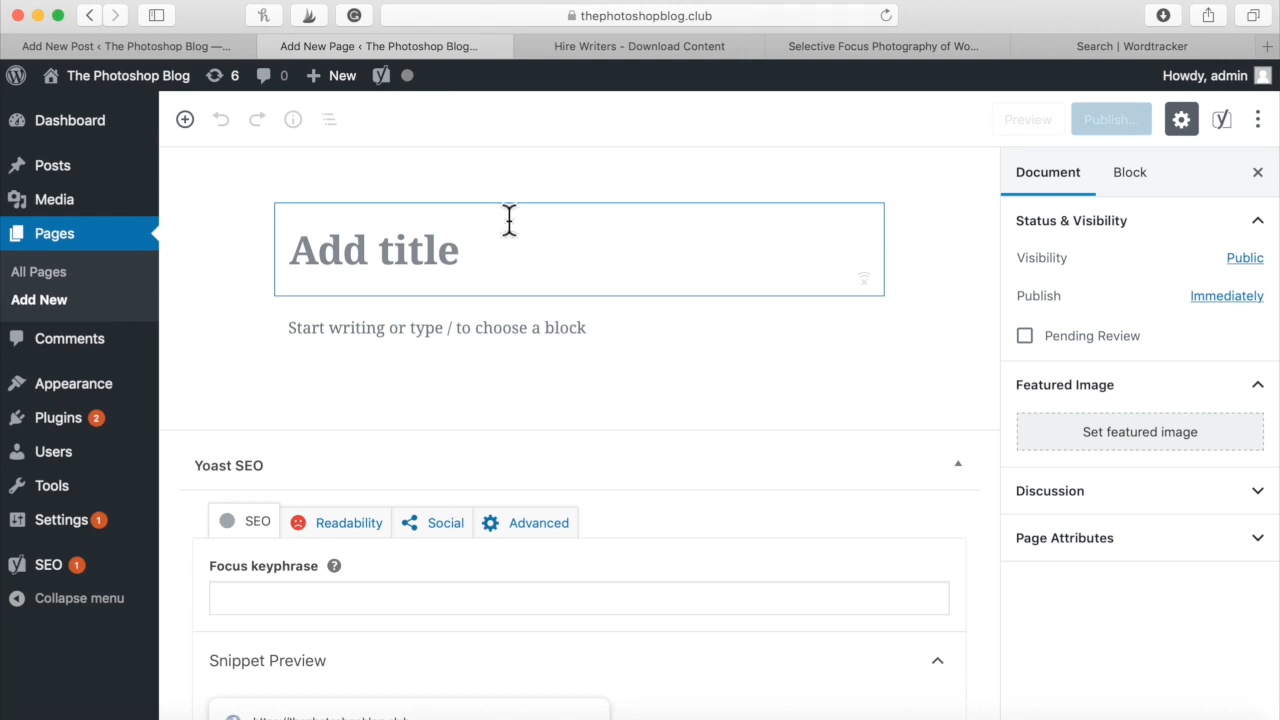 thephotoshopblog.club
Add New Post ‹ The Photoshop Blog —...
Add New Page ‹ The Photoshop Blog...
Hire Writers - Download Content
Selective Focus Photography of Wo...
Search | Wordtracker
The Photoshop Blog
6
0
New
Howdy, admin
Dashboard
Posts
Media
Pages
All Pages
Add New
Comments
Appearance
Plugins 2
Users
Tools
Settings 1
SEO 1
Collapse menu
Preview
Publish...
Add title
Start writing or type / to choose a block
Yoast SEO
SEO
Readability
Social
Advanced
Focus keyphrase
Snippet Preview
https://thephotoshopblog.club
Document
Block
Status & Visibility
Visibility
Public
Publish
Immediately
Pending Review
Featured Image
Set featured image
Discussion
Page Attributes